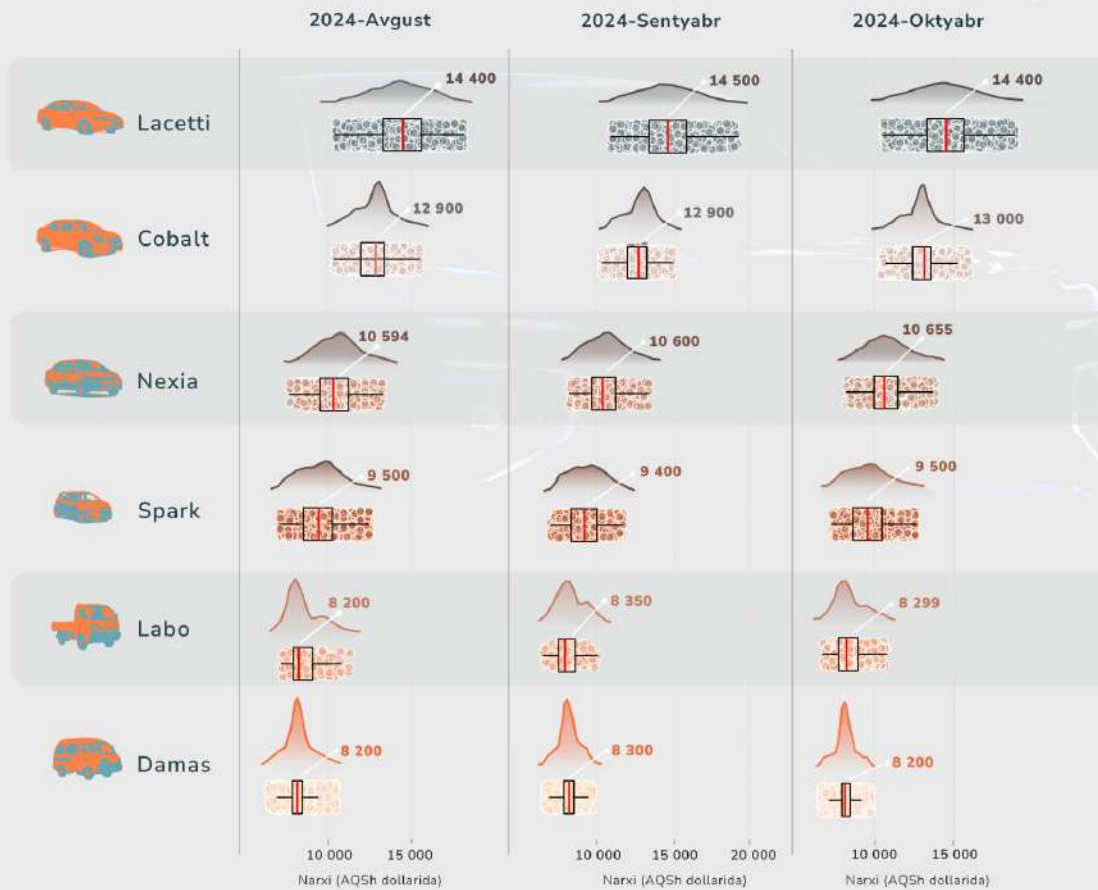 2024-Avgust 2024-Sentyabr 2024-Oktyabr
Lacetti 14 400 14 500 14 400
Cobalt 12 900 12 900 13 000
Nexia 10 594 10 600 10 655
Spark 9 500 9 400 9 500
Labo 8 200 8 350 8 299
Damas 8 200 8 300 8 200
10 000 15 000 10 000 15 000 20 000 10 000 15 000
Narxi (AQSh dollarida) Narxi (AQSh dollarida) Narxi (AQSh dollarida)